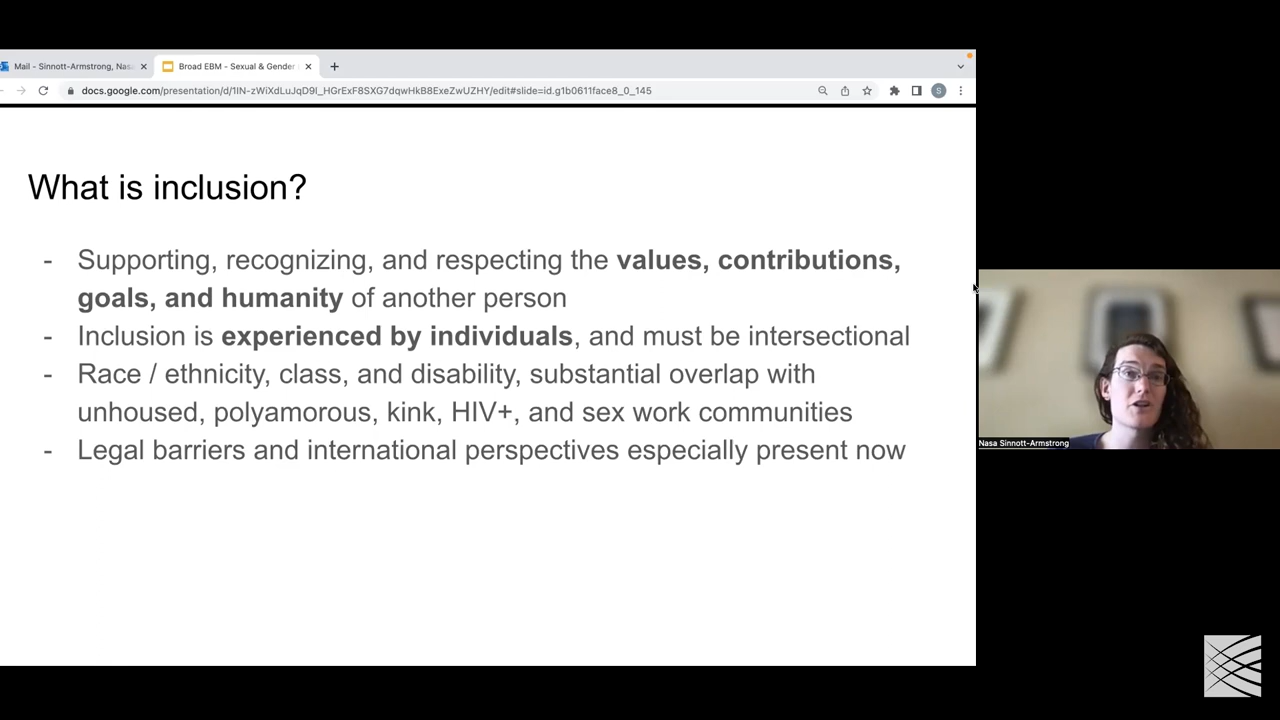 Mail - Sinnott-Armstrong, Nas
Broad EBM - Sexual & Gender
docs.google.com/presentation/d/1IN-zWiXdLuJqD9I_HGrExF8SXG7dqwHkB8ExeZwUZHY/edit#slide=id.g1b0611face8_0_145
S
What is inclusion?
- Supporting, recognizing, and respecting the values, contributions,
goals, and humanity of another person
- Inclusion is experienced by individuals, and must be intersectional
- Race / ethnicity, class, and disability, substantial overlap with
unhoused, polyamorous, kink, HIV+, and sex work communities
- Legal barriers and international perspectives especially present now
Nasa Sinnott-Armstrong